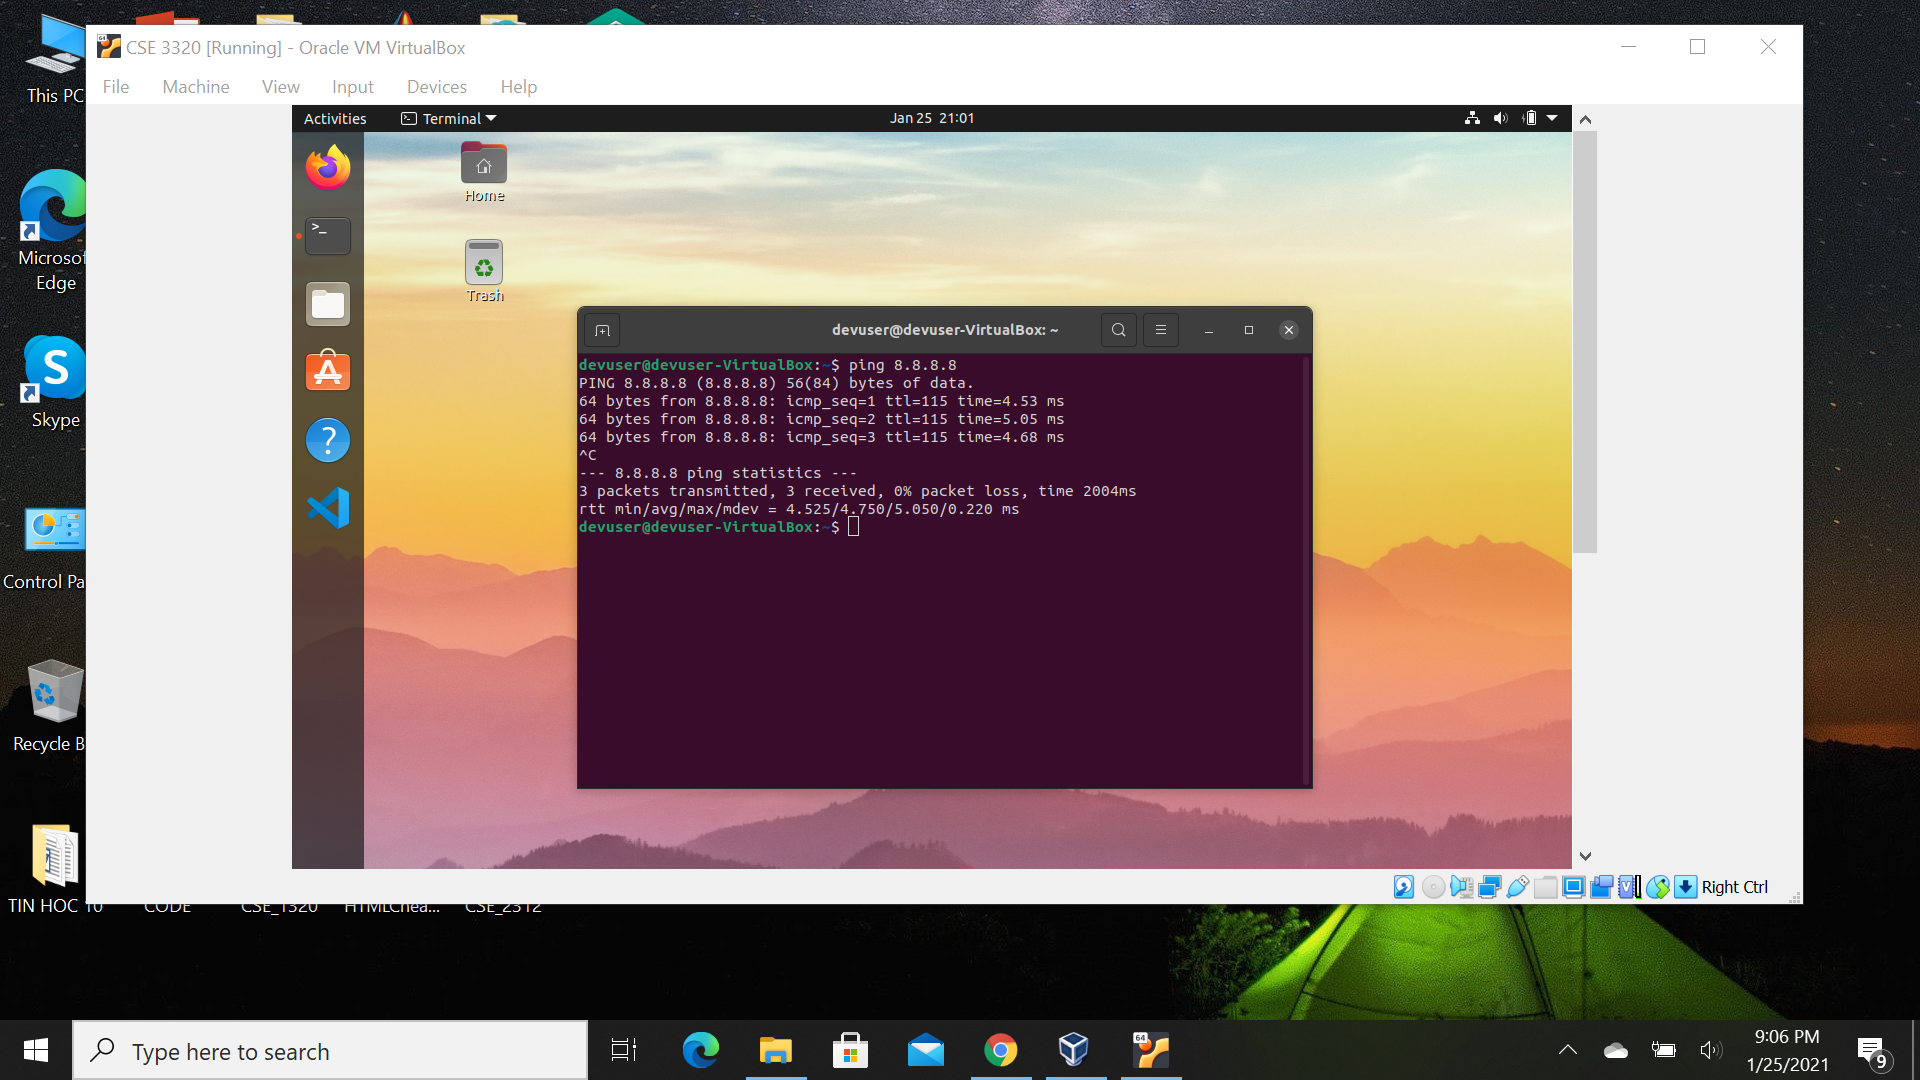 This PC
Microsof
Edge
Skype
Control Pa
Recycle B
TIN HOC 10
CODE
CSE_1320
HTMLChea...
CSE_2312
64
CSE 3320 [Running] - Oracle VM VirtualBox
File Machine View Input Devices Help
Activities Terminal Jan 25 21:01
Home
Trash
devuser@devuser-VirtualBox: ~
devuser@devuser-VirtualBox:~$ ping 8.8.8.8
PING 8.8.8.8 (8.8.8.8) 56(84) bytes of data.
64 bytes from 8.8.8.8: icmp_seq=1 ttl=115 time=4.53 ms
64 bytes from 8.8.8.8: icmp_seq=2 ttl=115 time=5.05 ms
64 bytes from 8.8.8.8: icmp_seq=3 ttl=115 time=4.68 ms
^C
--- 8.8.8.8 ping statistics ---
3 packets transmitted, 3 received, 0% packet loss, time 2004ms
rtt min/avg/max/mdev = 4.525/4.750/5.050/0.220 ms
devuser@devuser-VirtualBox:~$
Right Ctrl
Type here to search
64
9:06 PM
1/25/2021
9